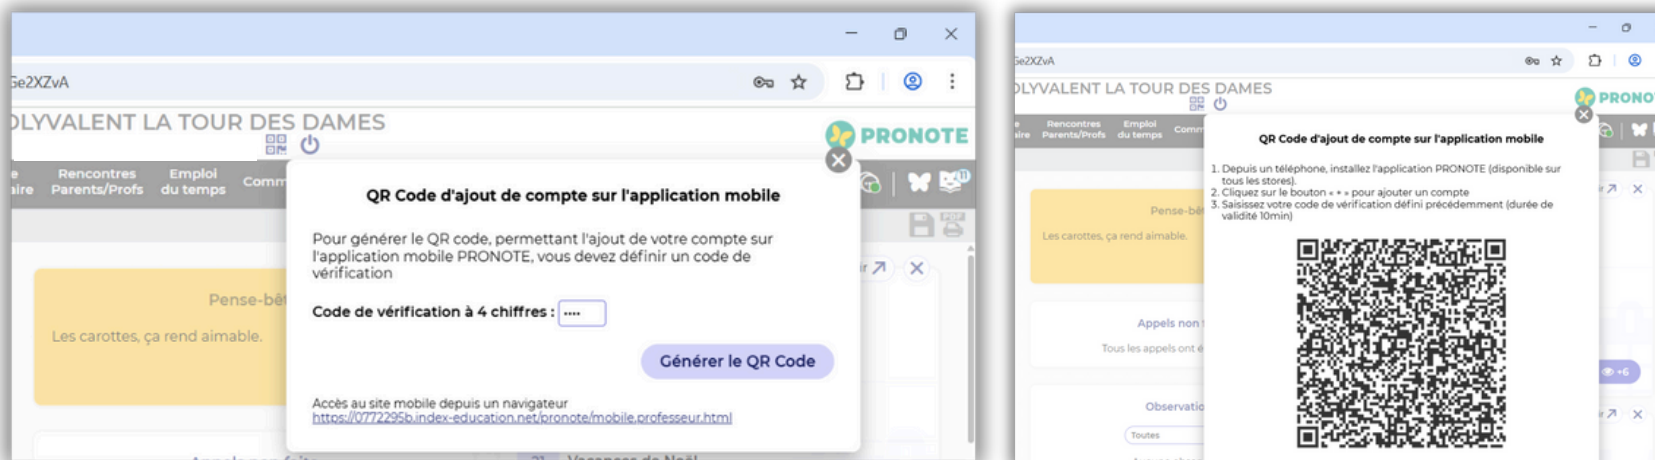 Ge2XZvA
OLYVALENT LA TOUR DES DAMES
PRONOTE
Rencontres
Parents/Profs
Emploi
du temps
Comm
aire
11
PDF
QR Code d'ajout de compte sur l'application mobile
Pour générer le QR code, permettant l'ajout de votre compte sur
l'application mobile PRONOTE, vous devez définir un code de
vérification
Code de vérification à 4 chiffres : ••••
Générer le QR Code
Accès au site mobile depuis un navigateur
https://0772295b.index-education.net/pronote/mobile.professeur.html
Pense-bê
Les carottes, ça rend aimable.
Vacances de Noël
Ge2XZvA
OLYVALENT LA TOUR DES DAMES
PRONO
Rencontres
Parents/Profs
Emploi
du temps
Comm
aire
QR Code d'ajout de compte sur l'application mobile
1. Depuis un téléphone, installez l'application PRONOTE (disponible sur
tous les stores).
2. Cliquez sur le bouton « + » pour ajouter un compte
3. Saisissez votre code de vérification défini précédemment (durée de
validité 10min)
Pense-bê
Les carottes, ça rend aimable.
Appels non
Tous les appels ont é
+6
Observatio
Toutes